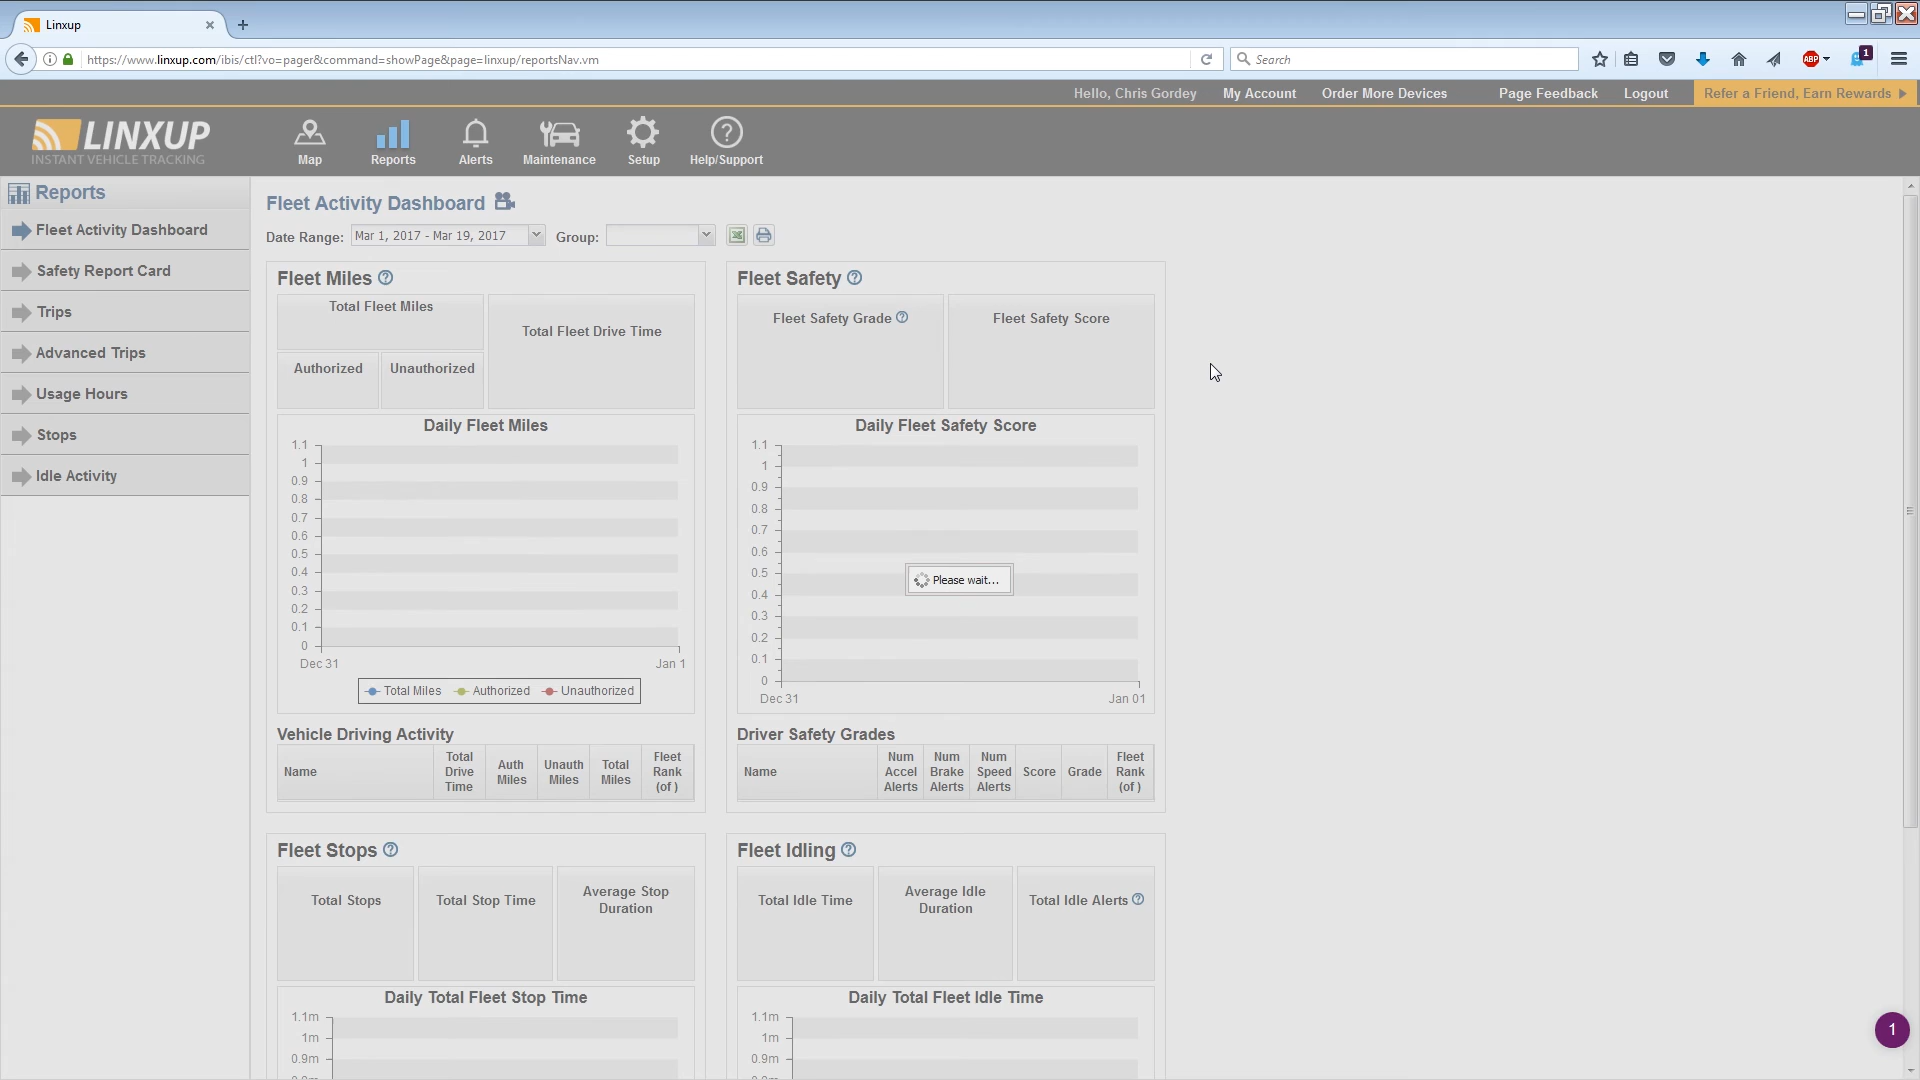 Linxup
https://www.linxup.com/ibis/ctl?vo=pager&command=showPage&page=linxup/reportsNav.vm
Search
ABP
1
Hello, Chris Gordey
My Account
Order More Devices
Page Feedback
Logout
Refer a Friend, Earn Rewards
LINXUP
INSTANT VEHICLE TRACKING
Map
Reports
Alerts
Maintenance
Setup
Help/Support
Reports
Fleet Activity Dashboard
Safety Report Card
Trips
Advanced Trips
Usage Hours
Stops
Idle Activity
Fleet Activity Dashboard
Date Range: Mar 1, 2017 - Mar 19, 2017 Group:
Fleet Miles ?
Total Fleet Miles
Total Fleet Drive Time
Authorized
Unauthorized
Daily Fleet Miles
1.1
1
0.9
0.8
0.7
0.6
0.5
0.4
0.3
0.2
0.1
0
Dec 31 Jan 1
Total Miles Authorized Unauthorized
Vehicle Driving Activity
Name
Total
Drive
Time
Auth
Miles
Unauth
Miles
Total
Miles
Fleet
Rank
(of )
Fleet Safety ?
Fleet Safety Grade ?
Fleet Safety Score
Daily Fleet Safety Score
1.1
1
0.9
0.8
0.7
0.6
0.5
0.4
0.3
0.2
0.1
0
Dec 31 Jan 01
Please wait...
Driver Safety Grades
Name
Num
Accel
Alerts
Num
Brake
Alerts
Num
Speed
Alerts
Score
Grade
Fleet
Rank
(of )
Fleet Stops ?
Total Stops
Total Stop Time
Average Stop
Duration
Daily Total Fleet Stop Time
1.1m
1m
0.9m
Fleet Idling ?
Total Idle Time
Average Idle
Duration
Total Idle Alerts ?
Daily Total Fleet Idle Time
1.1m
1m
0.9m
1